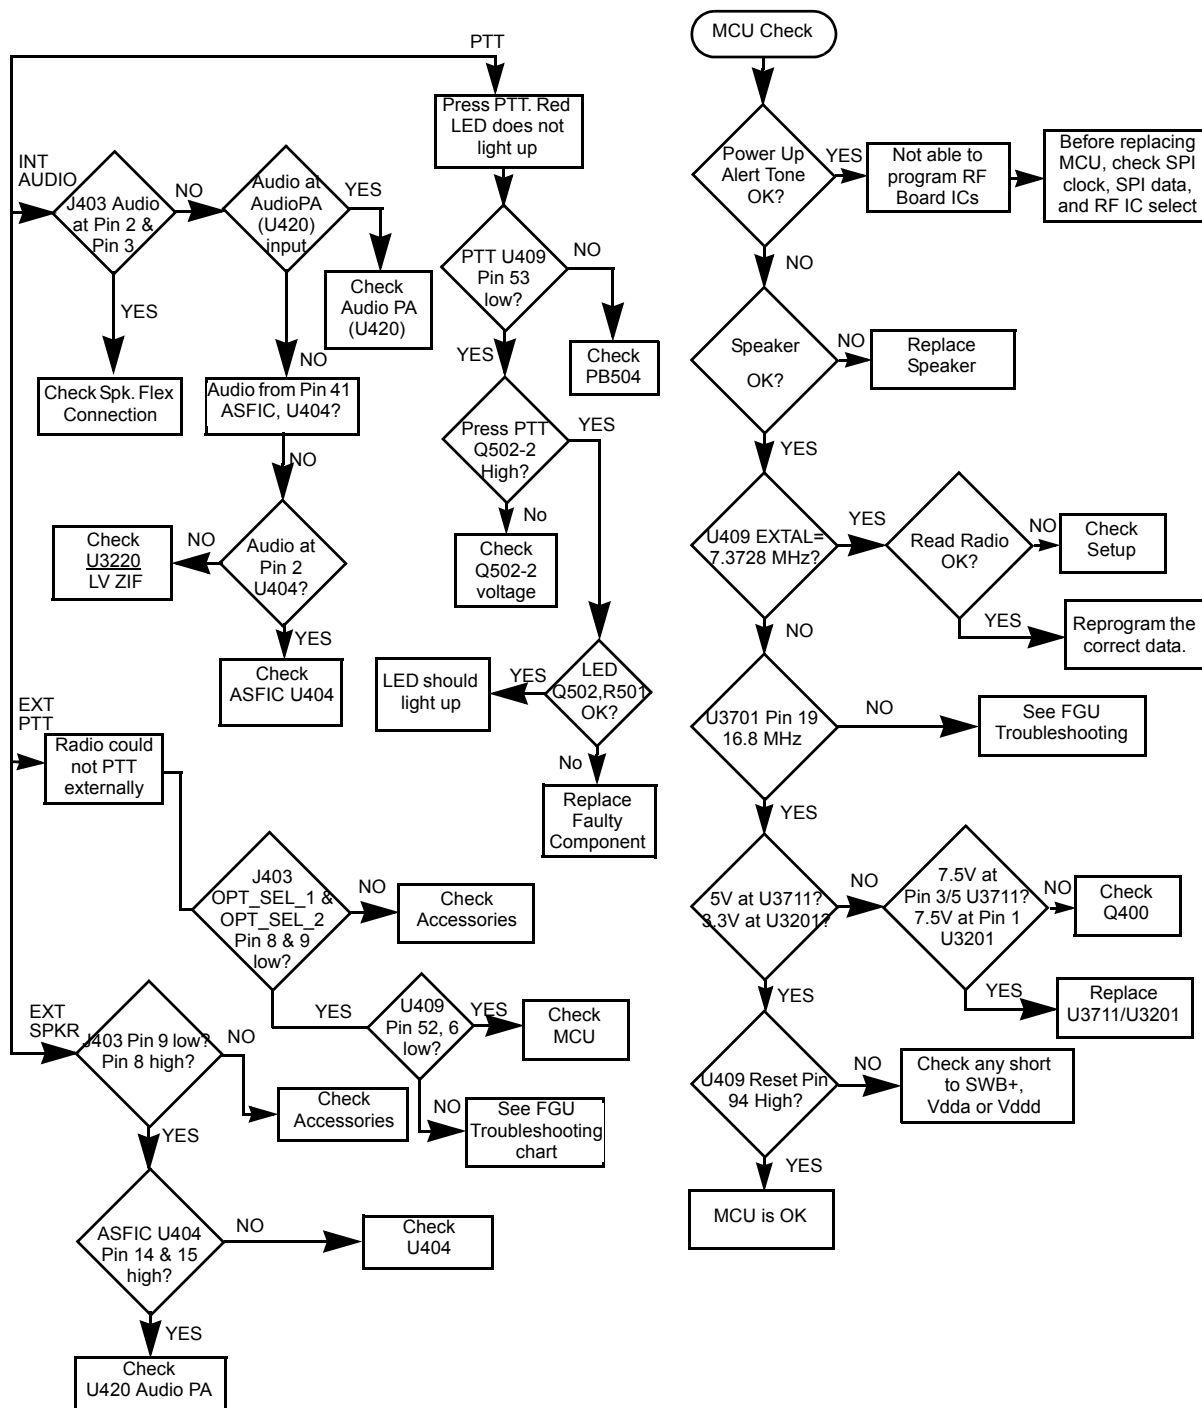 PTT
Press PTT. Red
LED does not
light up
INT
AUDIO
J403 Audio
at Pin 2 &
Pin 3
NO
Audio at
AudioPA
(U420)
input
YES
Check
Audio PA
(U420)
YES
Check Spk. Flex
Connection
NO
Audio from Pin 41
ASFIC, U404?
NO
Audio at
Pin 2
U404?
NO
Check
U3220
LV ZIF
YES
Check
ASFIC U404
PTT U409
Pin 53
low?
NO
Check
PB504
YES
Press PTT
Q502-2
High?
YES
No
Check
Q502-2
voltage
LED
Q502,R501
OK?
YES
LED should
light up
No
Replace
Faulty
Component
EXT
PTT
Radio could
not PTT
externally
J403
OPT_SEL_1 &
OPT_SEL_2
Pin 8 & 9
low?
NO
Check
Accessories
YES
U409
Pin 52, 6
low?
YES
Check
MCU
NO
See FGU
Troubleshooting
chart
EXT
SPKR
J403 Pin 9 low?
Pin 8 high?
NO
Check
Accessories
YES
ASFIC U404
Pin 14 & 15
high?
NO
Check
U404
YES
Check
U420 Audio PA
MCU Check
Power Up
Alert Tone
OK?
YES
Not able to
program RF
Board ICs
Before replacing
MCU, check SPI
clock, SPI data,
and RF IC select
NO
Speaker
OK?
NO
Replace
Speaker
YES
U409 EXTAL=
7.3728 MHz?
YES
Read Radio
OK?
NO
Check
Setup
YES
Reprogram the
correct data.
NO
U3701 Pin 19
16.8 MHz
NO
See FGU
Troubleshooting
YES
5V at U3711?
3.3V at U3201?
NO
7.5V at
Pin 3/5 U3711?
7.5V at Pin 1
U3201
NO
Check
Q400
YES
Replace
U3711/U3201
YES
U409 Reset Pin
94 High?
NO
Check any short
to SWB+,
Vdda or Vddd
YES
MCU is OK